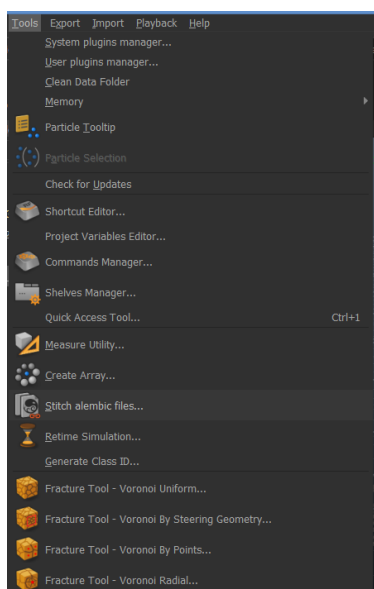 Tools Export Import Playback Help
System plugins manager...
User plugins manager...
Clean Data Folder
Memory
Particle Tooltip
Particle Selection
Check for Updates
Shortcut Editor...
Project Variables Editor...
Commands Manager...
Shelves Manager...
Quick Access Tool... Ctrl+1
Measure Utility...
Create Array...
Stitch alembic files...
Retime Simulation...
Generate Class ID...
Fracture Tool - Voronoi Uniform...
Fracture Tool - Voronoi By Steering Geometry...
Fracture Tool - Voronoi By Points...
Fracture Tool - Voronoi Radial...